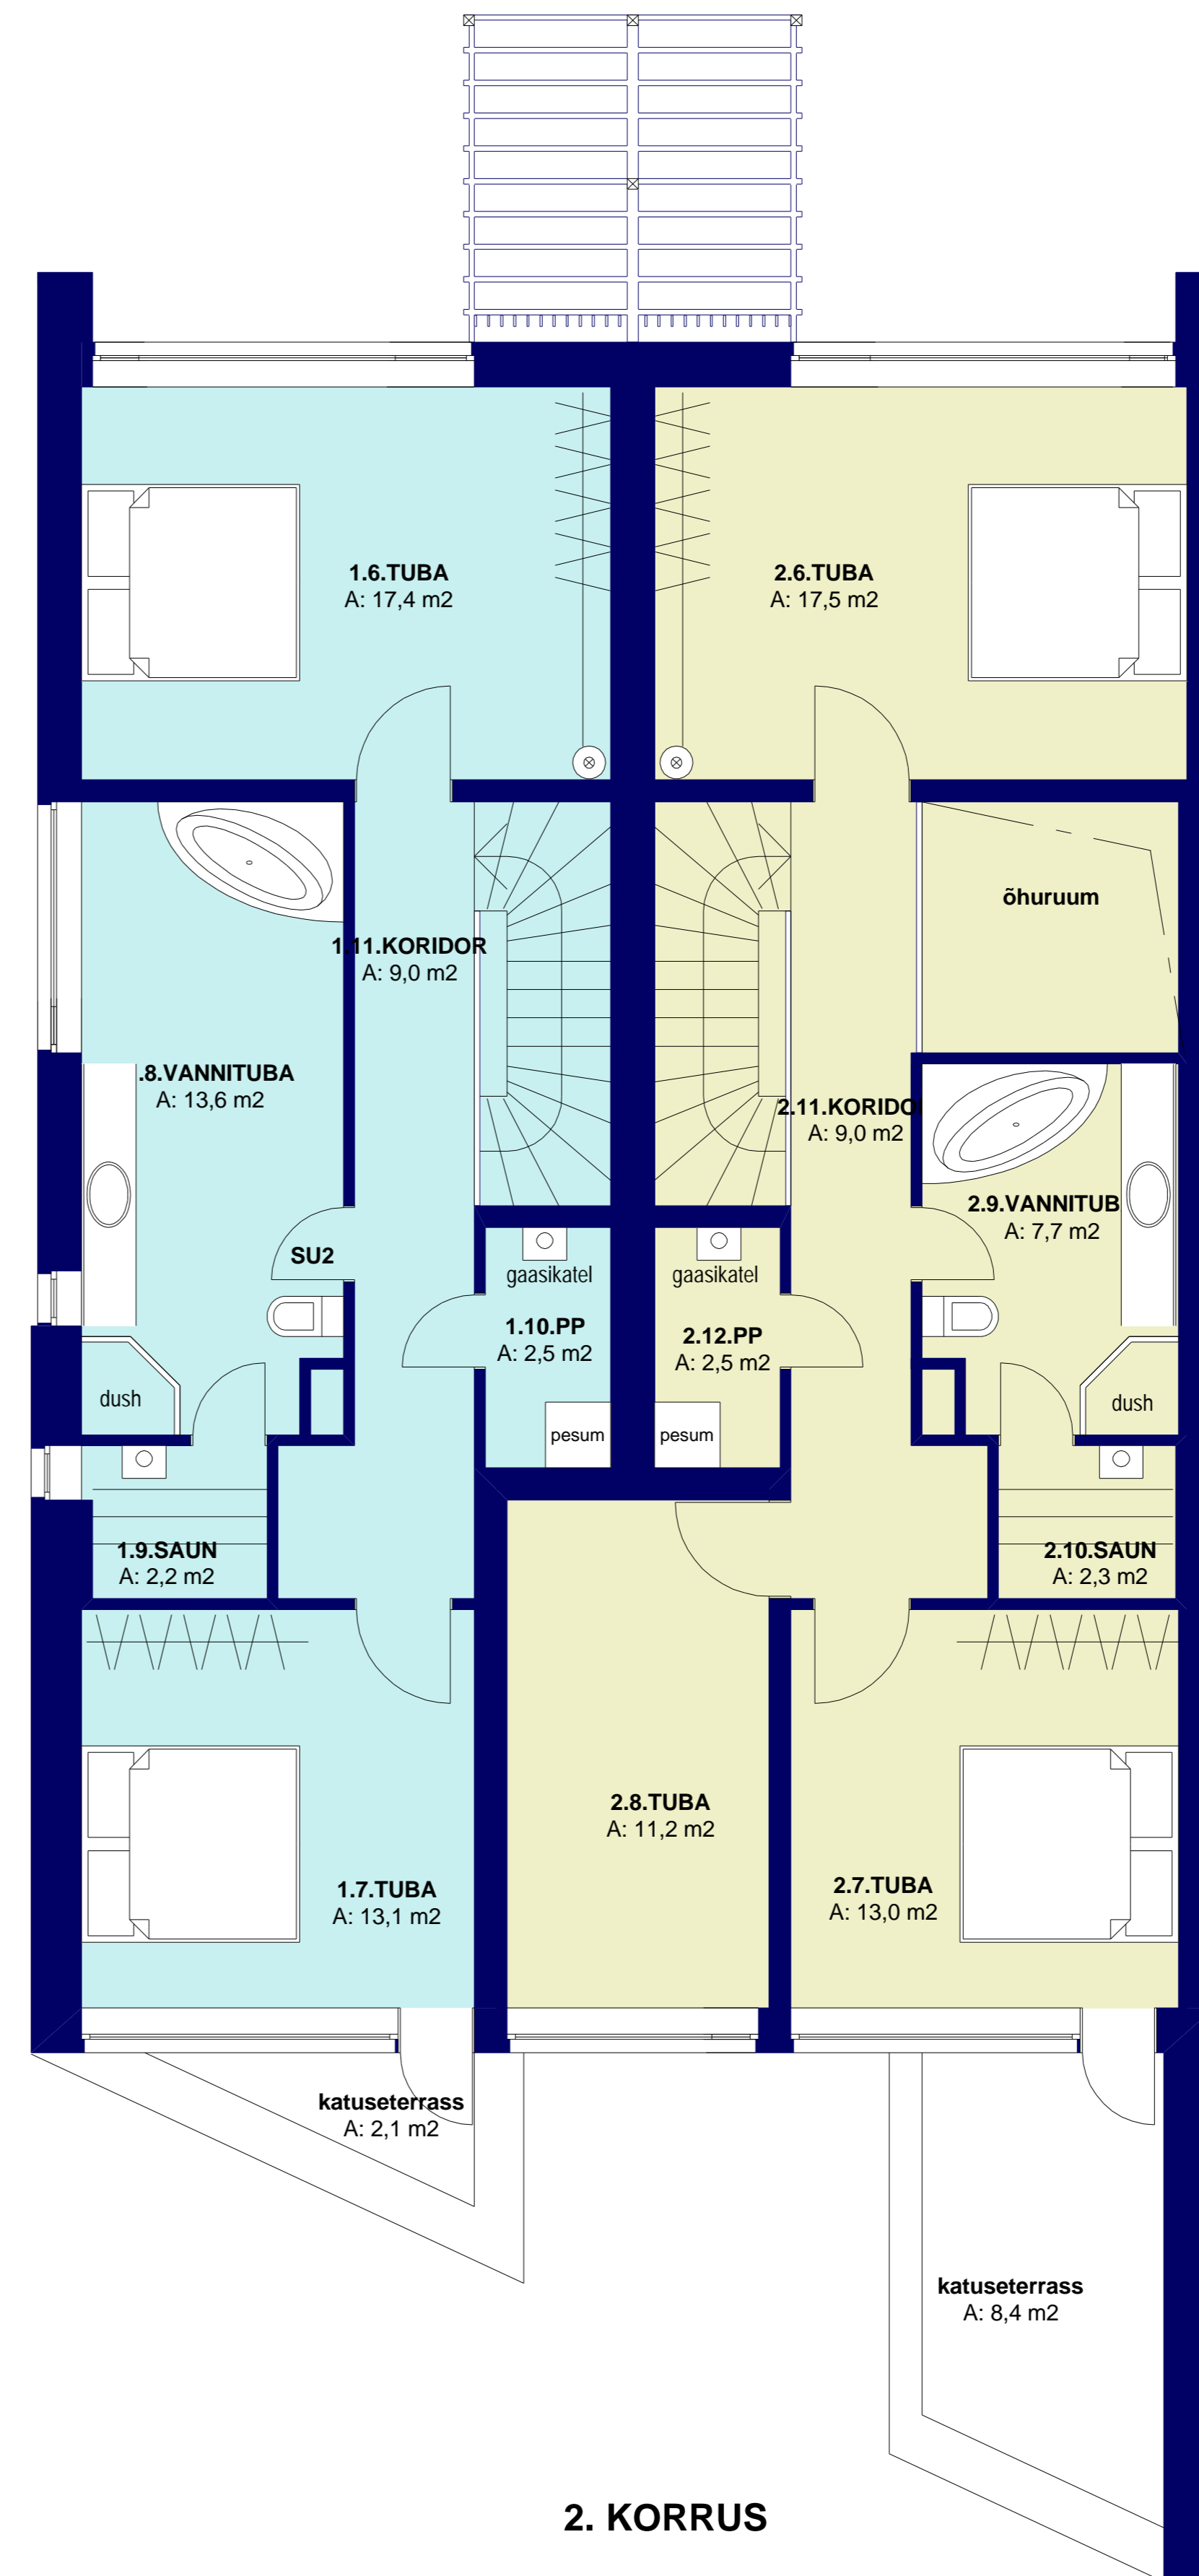 1.6.TUBA
A: 17,4 m2
2.6.TUBA
A: 17,5 m2
õhuruum
1.11.KORIDOR
A: 9,0 m2
.8.VANNITUBA
A: 13,6 m2
2.11.KORIDO
A: 9,0 m2
2.9.VANNITUB
A: 7,7 m2
SU2
gaasikatel
gaasikatel
1.10.PP
A: 2,5 m2
2.12.PP
A: 2,5 m2
dush
dush
pesum
pesum
1.9.SAUN
A: 2,2 m2
2.10.SAUN
A: 2,3 m2
2.8.TUBA
A: 11,2 m2
1.7.TUBA
A: 13,1 m2
2.7.TUBA
A: 13,0 m2
katuseterrass
A: 2,1 m2
katuseterrass
A: 8,4 m2
2. KORRUS